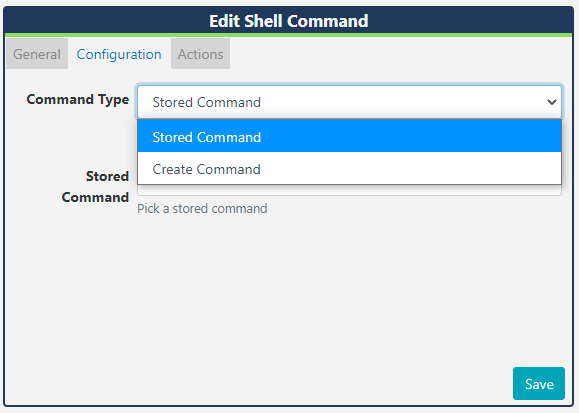 Edit Shell Command
General Configuration Actions
Command Type Stored Command
Stored Command
Create Command
Stored
Command
Pick a stored command
Save